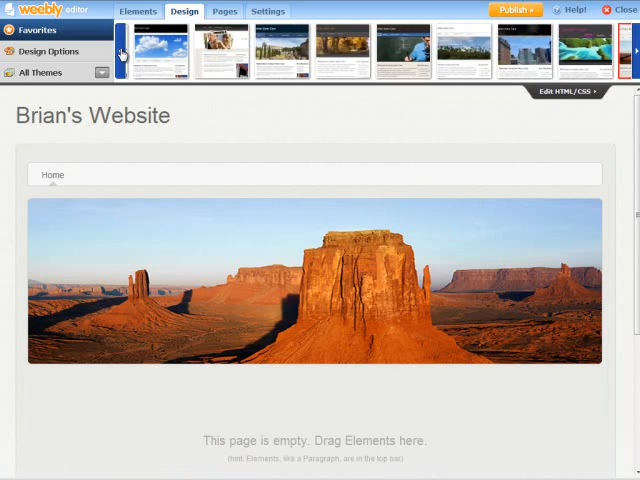 weebly editor
Elements Design Pages Settings
Publish Help! Close
Favorites
Design Options
All Themes
Edit HTML/CSS
Brian's Website
Home
This page is empty. Drag Elements here.
(hint: Elements, like a Paragraph, are in the top bar)